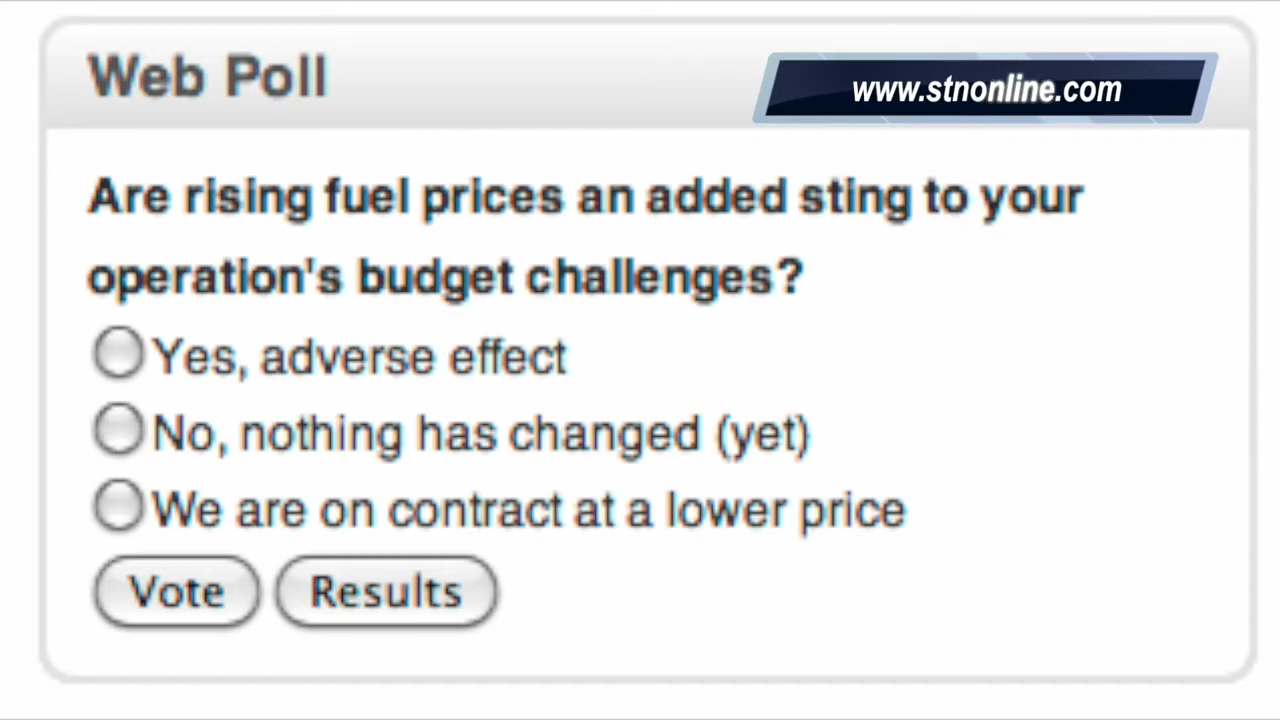 Web Poll
www.stnonline.com
Are rising fuel prices an added sting to your
operation's budget challenges?
Yes, adverse effect
No, nothing has changed (yet)
We are on contract at a lower price
Vote Results